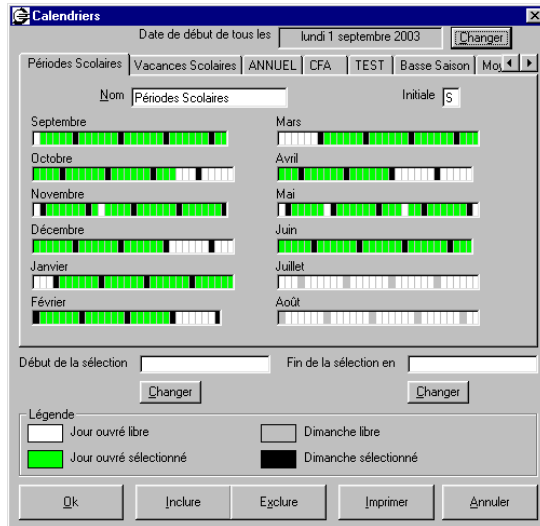 Calendriers
Date de début de tous les lundi 1 septembre 2003 Changer
Périodes Scolaires Vacances Scolaires ANNUEL CFA TEST Basse Saison
Nom Périodes Scolaires Initiale S
Septembre Mars
Octobre Avril
Novembre Mai
Décembre Juin
Janvier Juillet
Février Août
Début de la sélection Fin de la sélection en
Changer Changer
Légende
Jour ouvré libre Dimanche libre
Jour ouvré sélectionné Dimanche sélectionné
Ok Inclure Exclure Imprimer Annuler